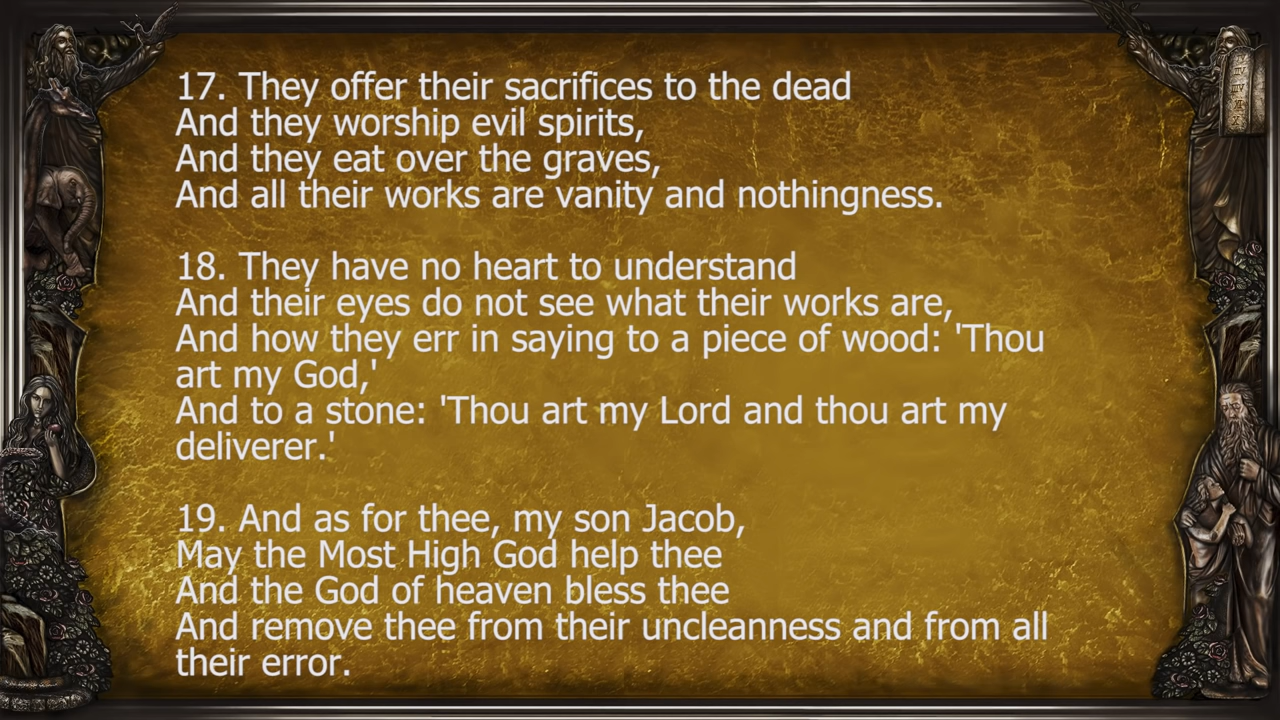 17. They offer their sacrifices to the dead
And they worship evil spirits,
And they eat over the graves,
And all their works are vanity and nothingness.
18. They have no heart to understand
And their eyes do not see what their works are,
And how they err in saying to a piece of wood: 'Thou
art my God,'
And to a stone: 'Thou art my Lord and thou art my
deliverer.'
19. And as for thee, my son Jacob,
May the Most High God help thee
And the God of heaven bless thee
And remove thee from their uncleanness and from all
their error.